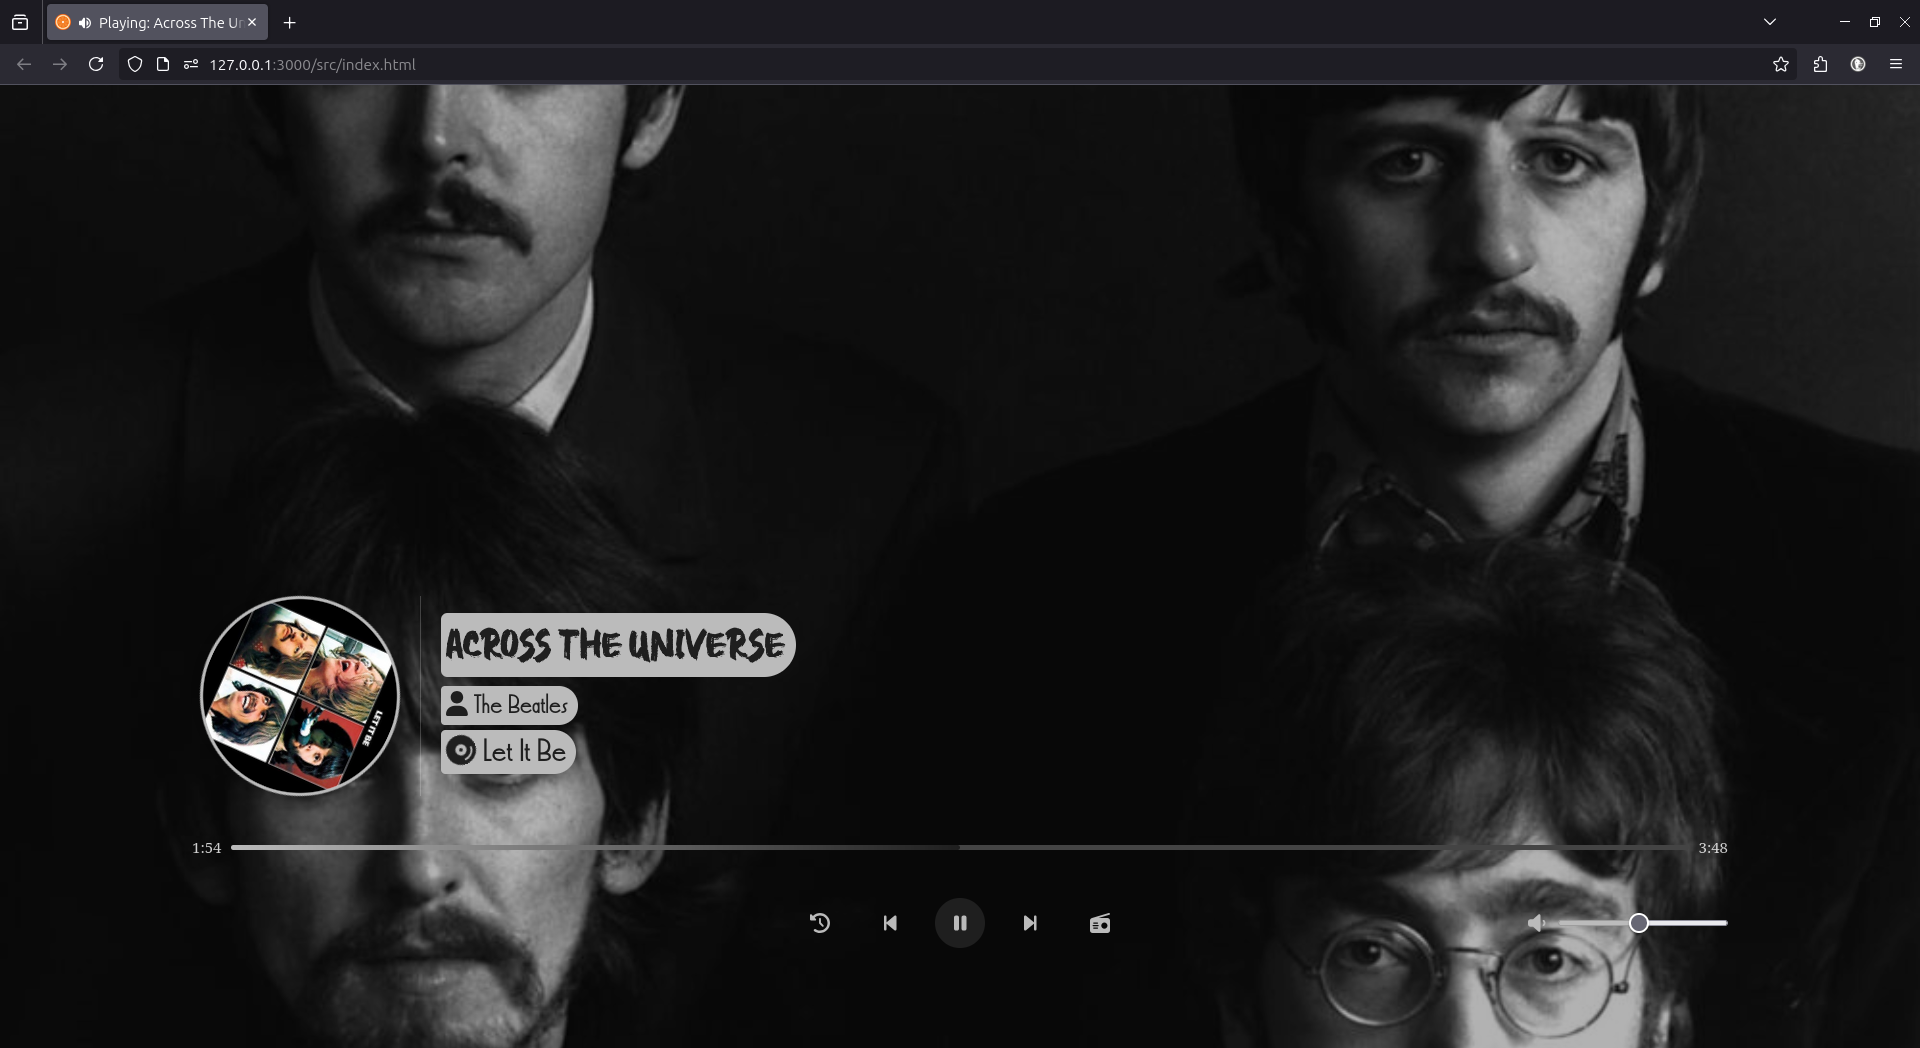 Playing: Across The Ur
127.0.0.1:3000/src/index.html
ACROSS THE UNIVERSE
The Beatles
LET IT BE
Let It Be
1:54
3:48